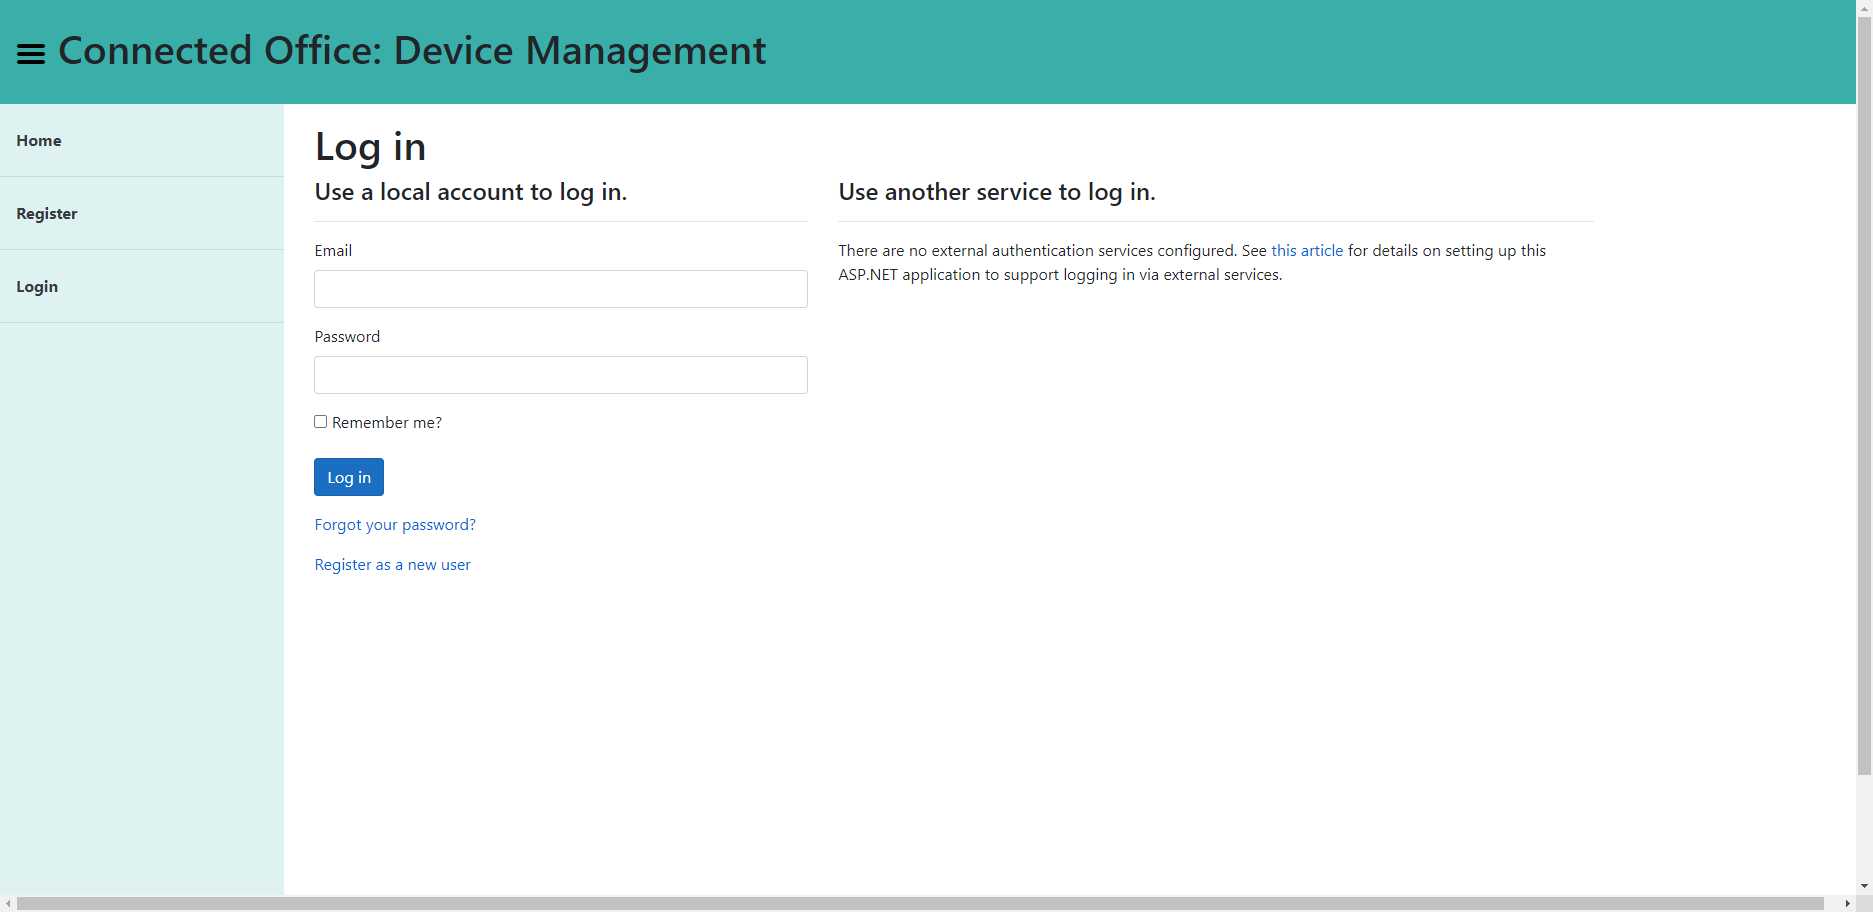 Connected Office: Device Management
Home
Register
Login
Log in
Use a local account to log in.
Email
Password
Remember me?
Log in
Forgot your password?
Register as a new user
Use another service to log in.
There are no external authentication services configured. See this article for details on setting up this
ASP.NET application to support logging in via external services.